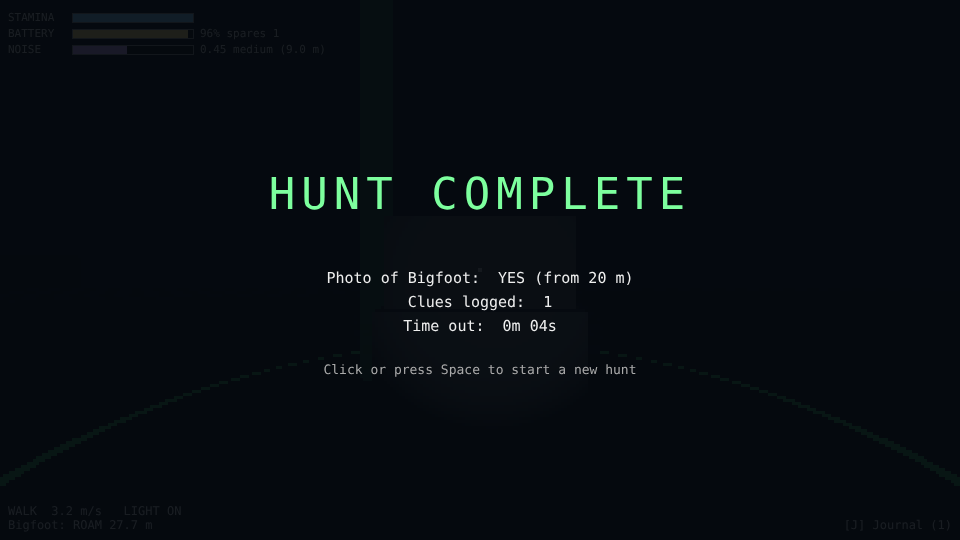 STAMINA
BATTERY 96% spares 1
NOISE 0.45 medium (9.0 m)
HUNT COMPLETE
Photo of Bigfoot: YES (from 20 m)
Clues logged: 1
Time out: 0m 04s
Click or press Space to start a new hunt
WALK 3.2 m/s LIGHT ON
Bigfoot: ROAM 27.7 m
[J] Journal (1)